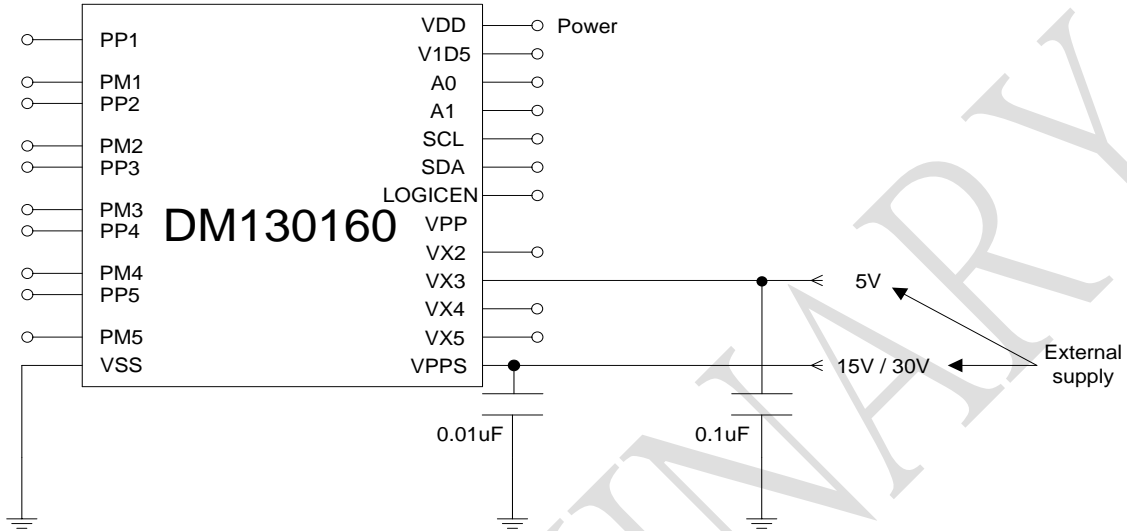 PP1
PM1
PP2
PM2
PP3
PM3
PP4
PM4
PP5
PM5
VSS
DM130160
VDD
V1D5
A0
A1
SCL
SDA
LOGICEN
VPP
VX2
VX3
VX4
VX5
VPPS
Power
5V
15V / 30V
External
supply
0.01uF
0.1uF
INARY